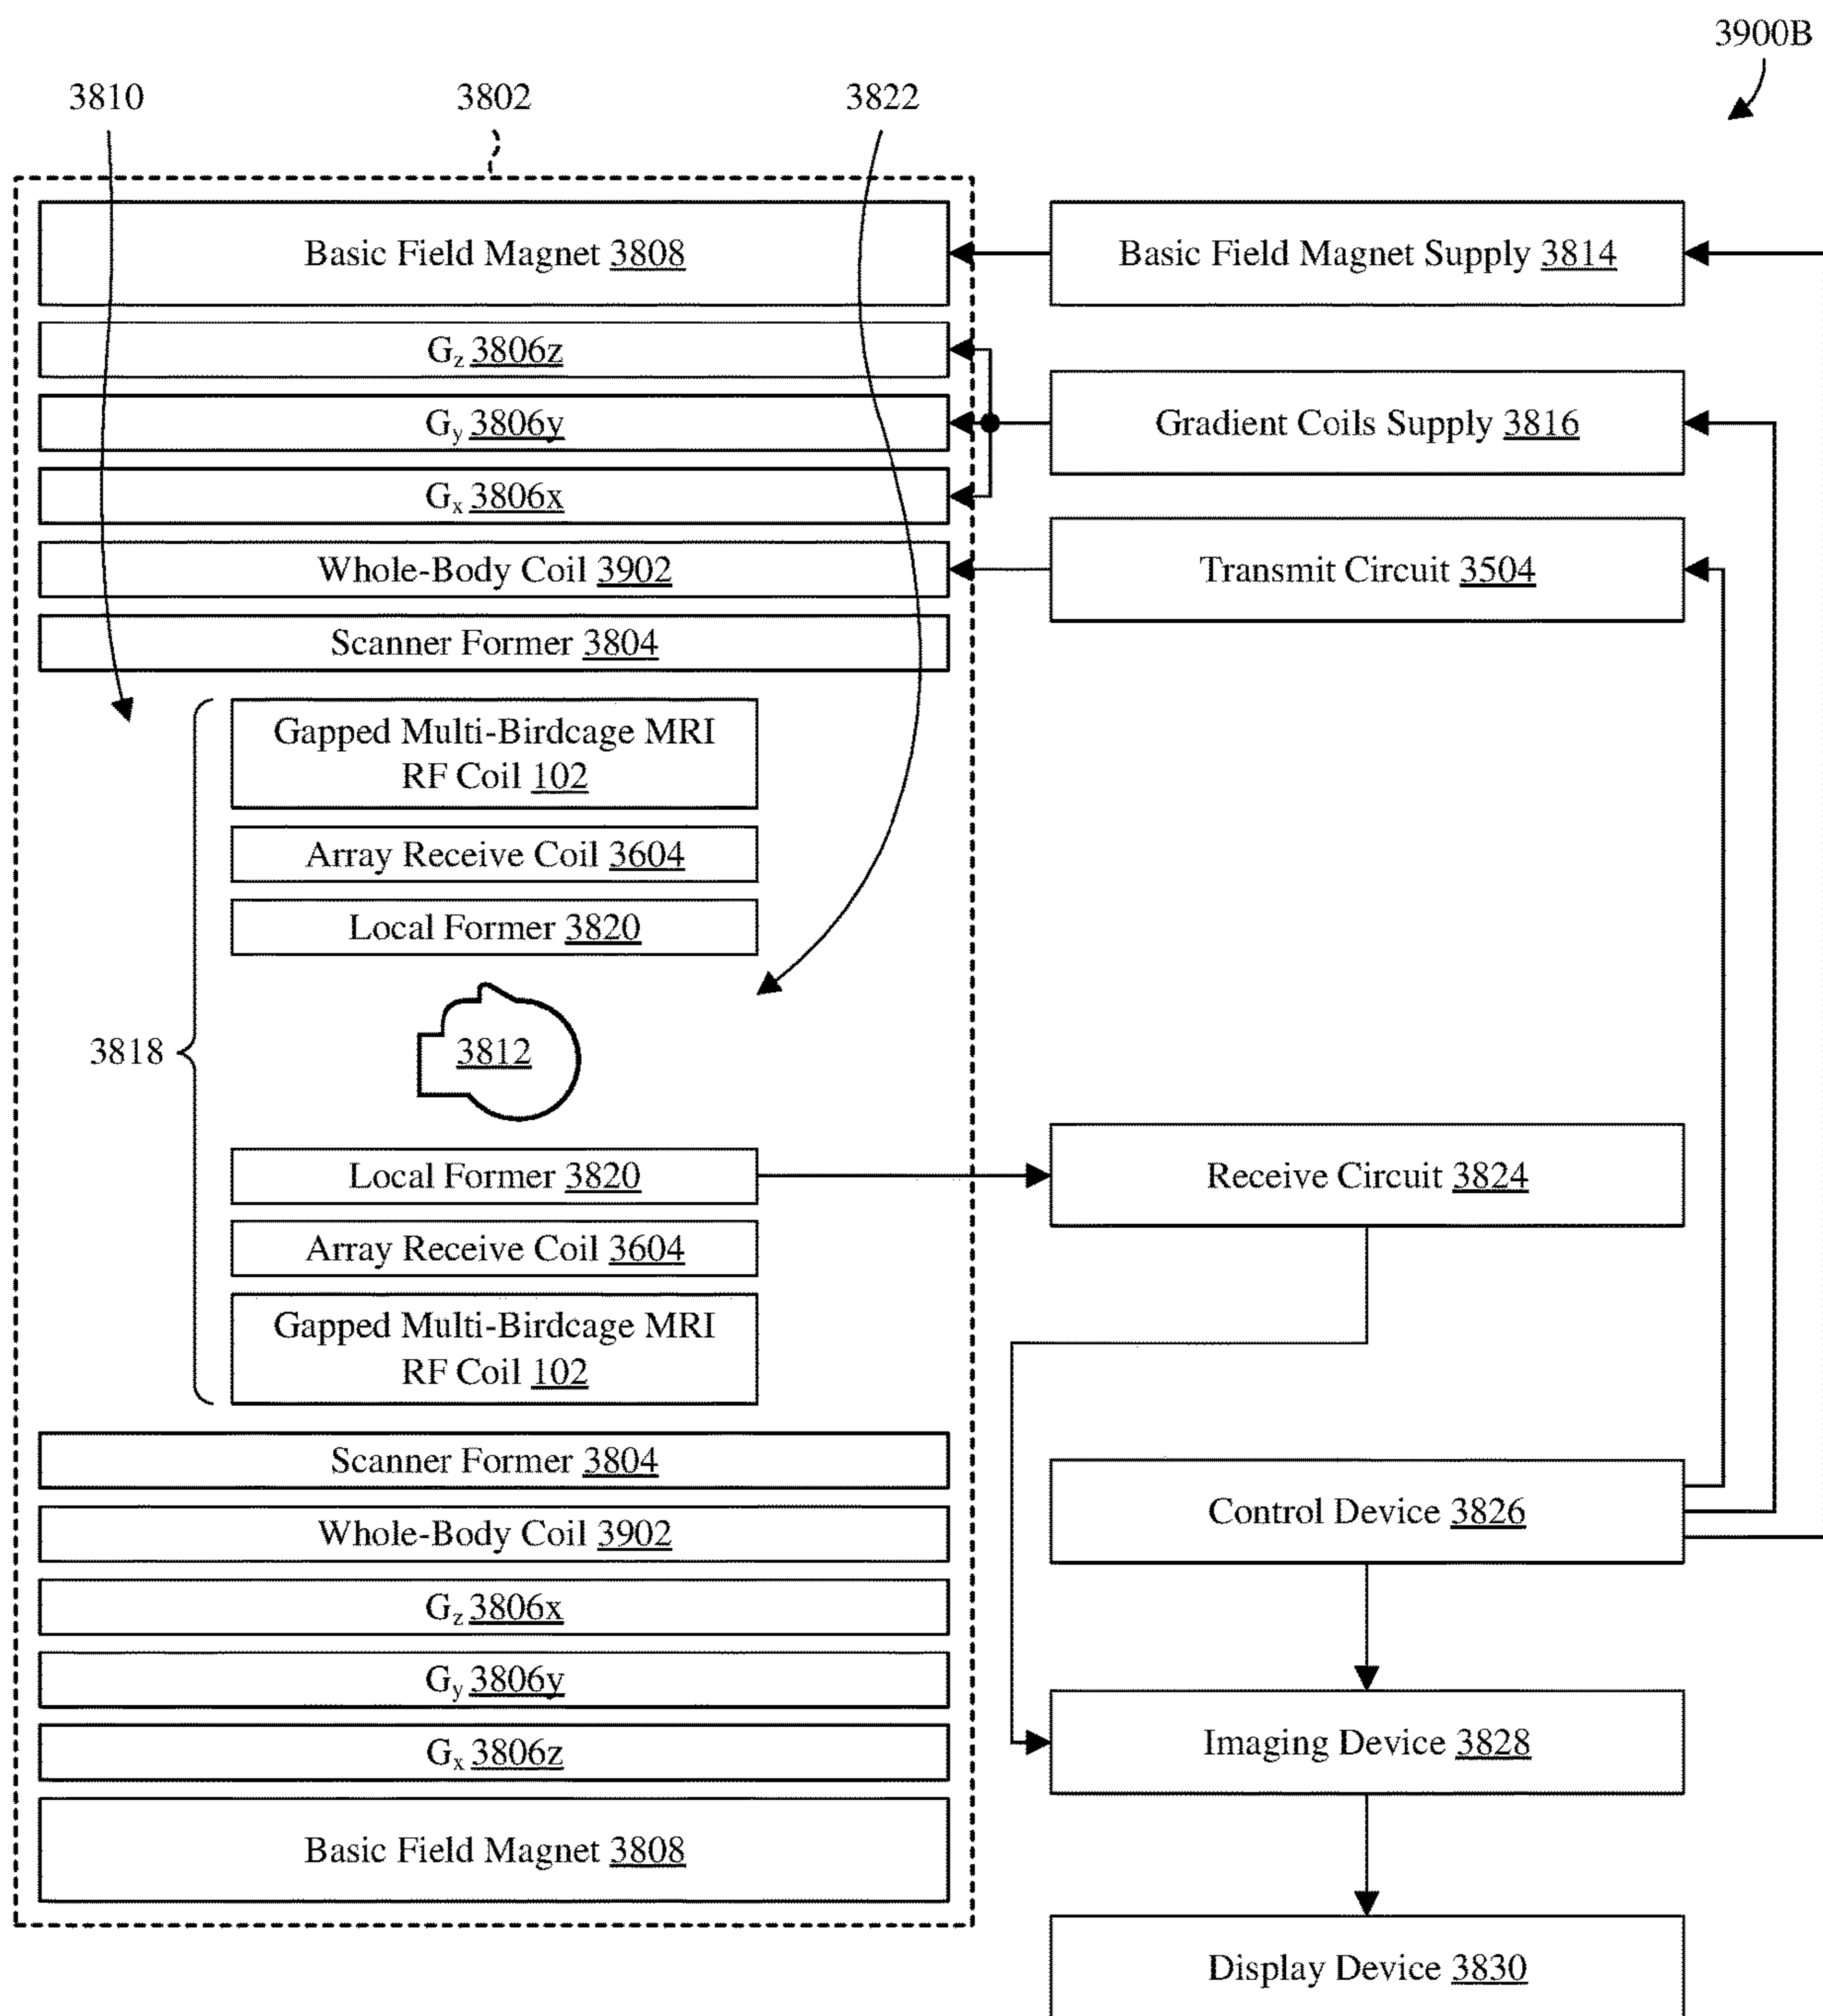 3900B
3810
3802
3822
Basic Field Magnet 3808
Basic Field Magnet Supply 3814
Gz 3806z
Gy 3806y
Gradient Coils Supply 3816
Gx 3806x
Whole-Body Coil 3902
Transmit Circuit 3504
Scanner Former 3804
Gapped Multi-Birdcage MRI
RF Coil 102
Array Receive Coil 3604
Local Former 3820
3818
3812
Local Former 3820
Receive Circuit 3824
Array Receive Coil 3604
Gapped Multi-Birdcage MRI
RF Coil 102
Scanner Former 3804
Control Device 3826
Whole-Body Coil 3902
Gz 3806x
Gy 3806y
Gx 3806z
Imaging Device 3828
Basic Field Magnet 3808
Display Device 3830